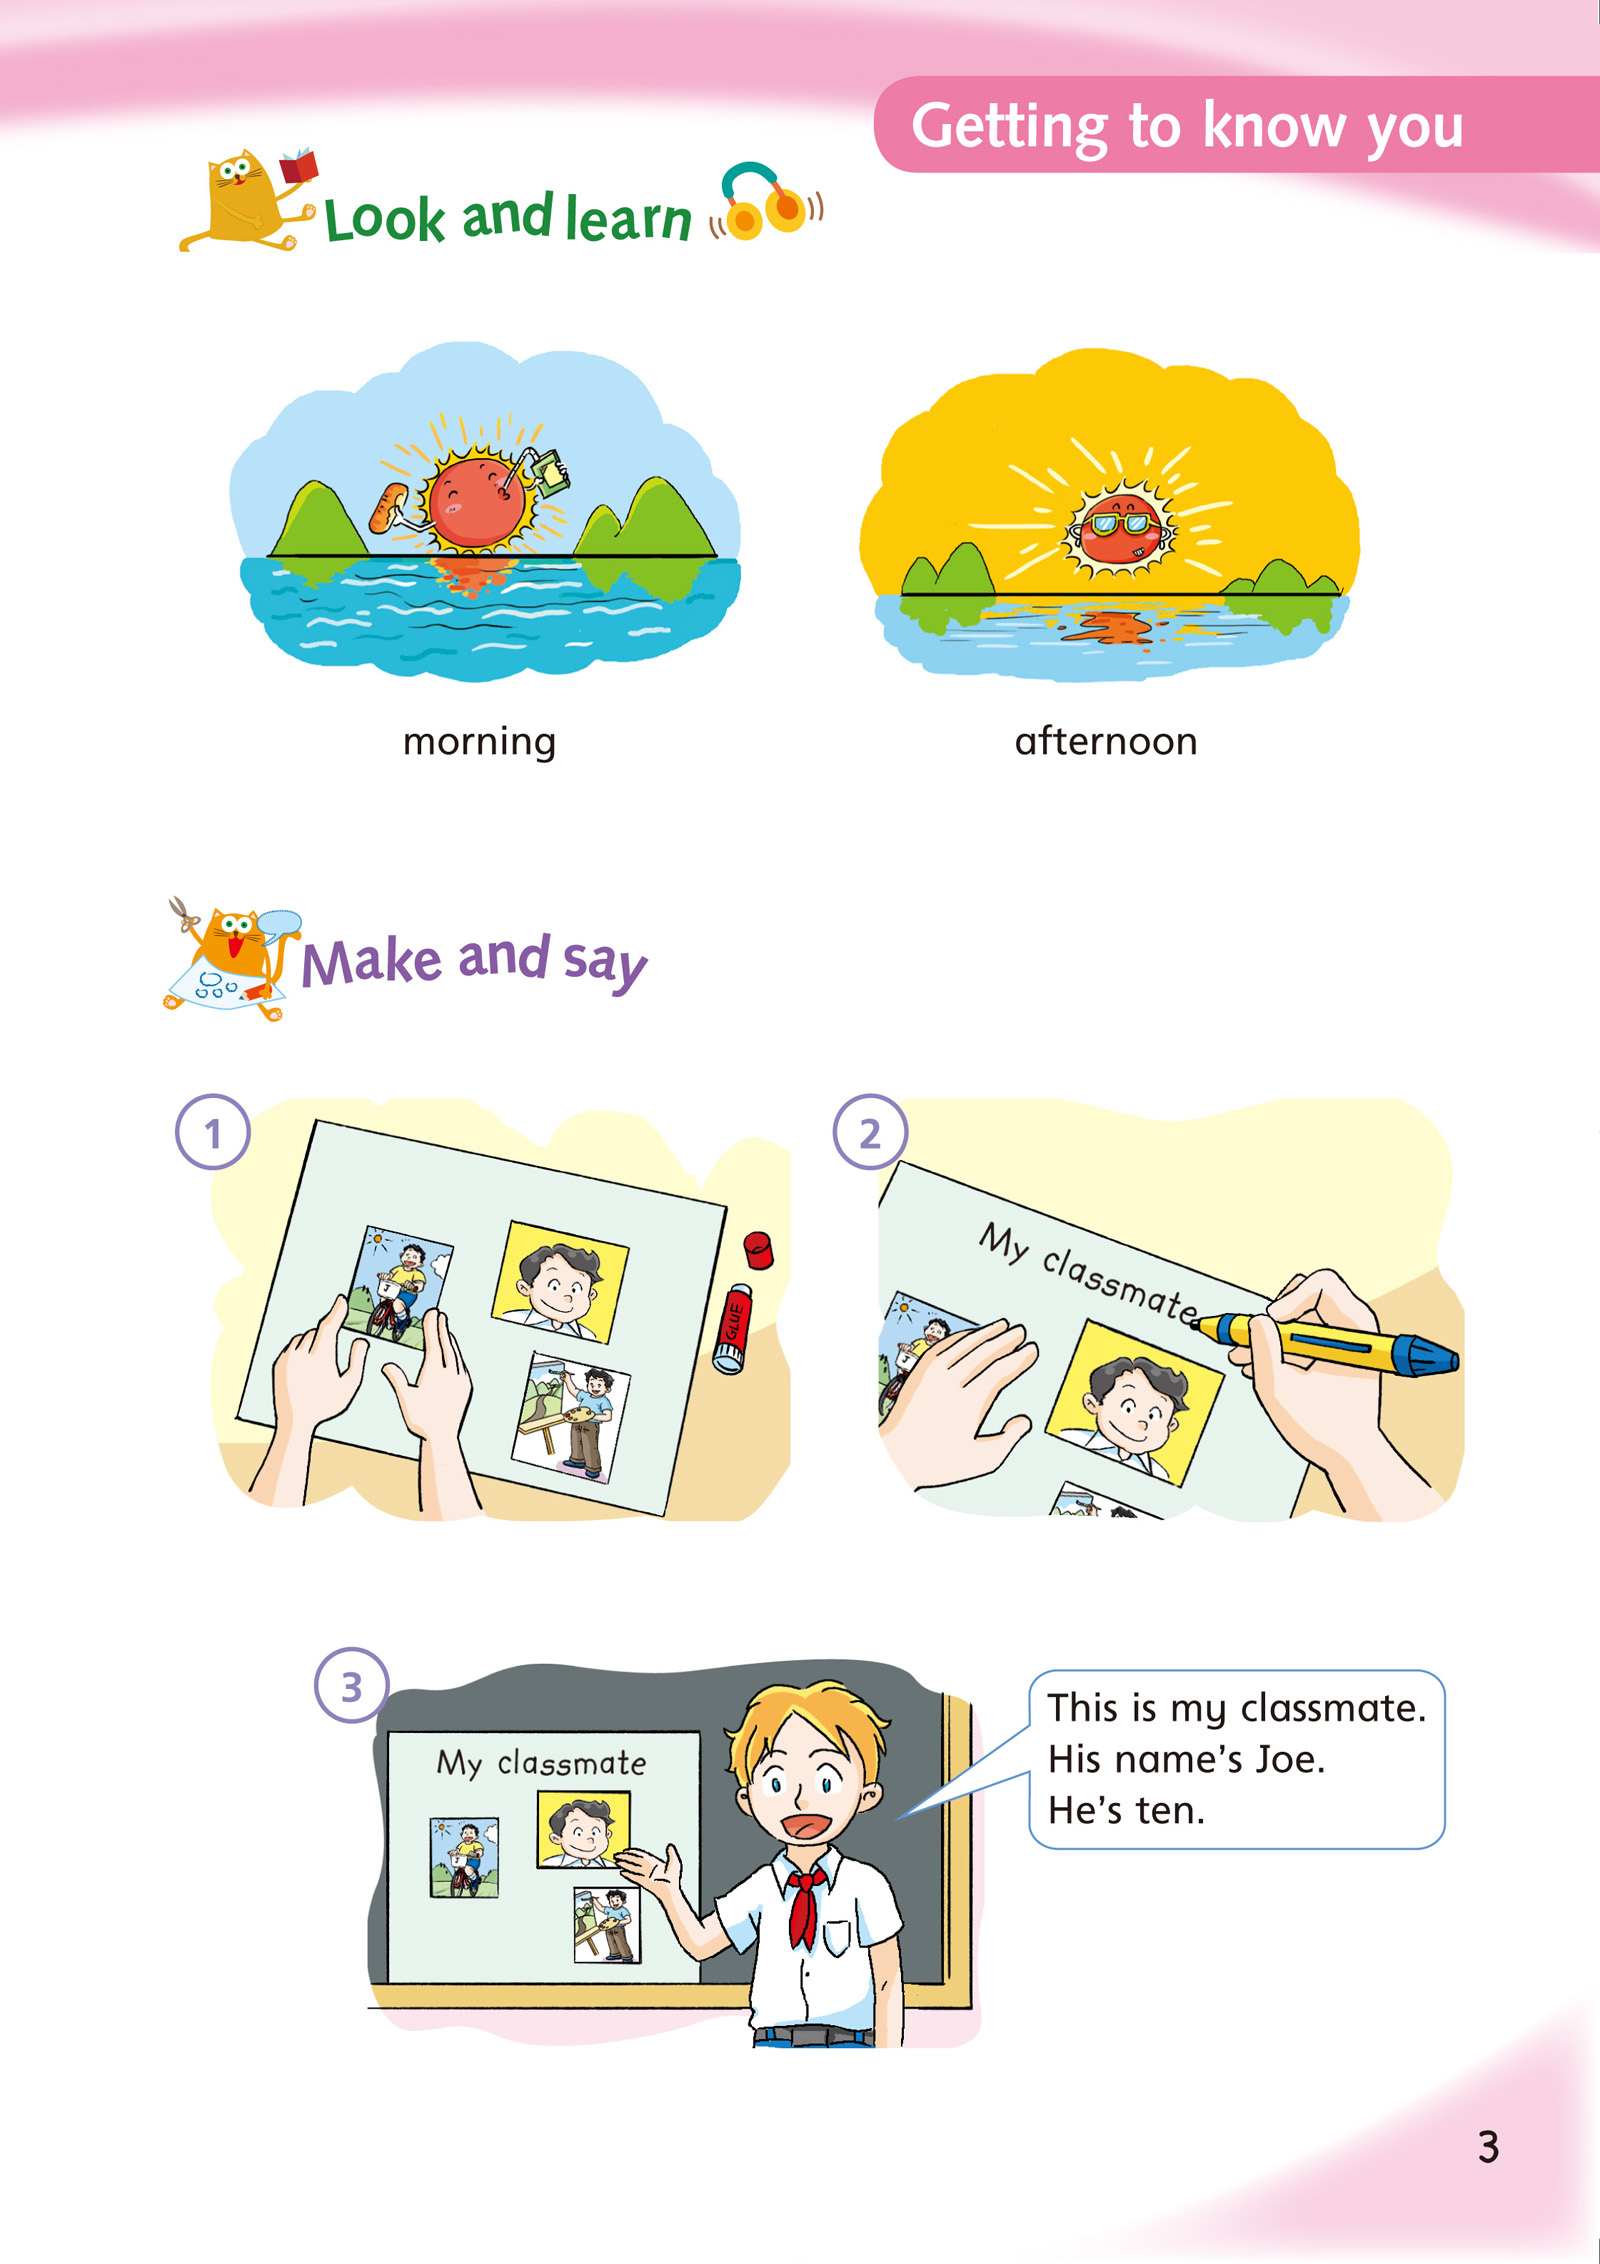 Getting to know you
Look and learn
morning
afternoon
Make and say
1
GLUE
2
My classmate
3
My classmate
This is my classmate.
His name's Joe.
He's ten.
3